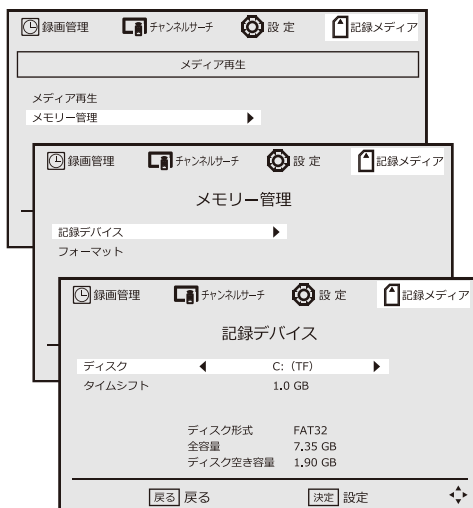 録画管理 チャンネルサーチ 設 定 記録メディア
メディア再生
メディア再生
メモリー管理
録画管理 チャンネルサーチ 設 定 記録メディア
メモリー管理
記録デバイス
フォーマット
録画管理 チャンネルサーチ 設 定 記録メディア
記録デバイス
ディスク C:（TF）
タイムシフト 1.0 GB
ディスク形式 FAT32
全容量 7.35 GB
ディスク空き容量 1.90 GB
戻る 戻る 決定 設定